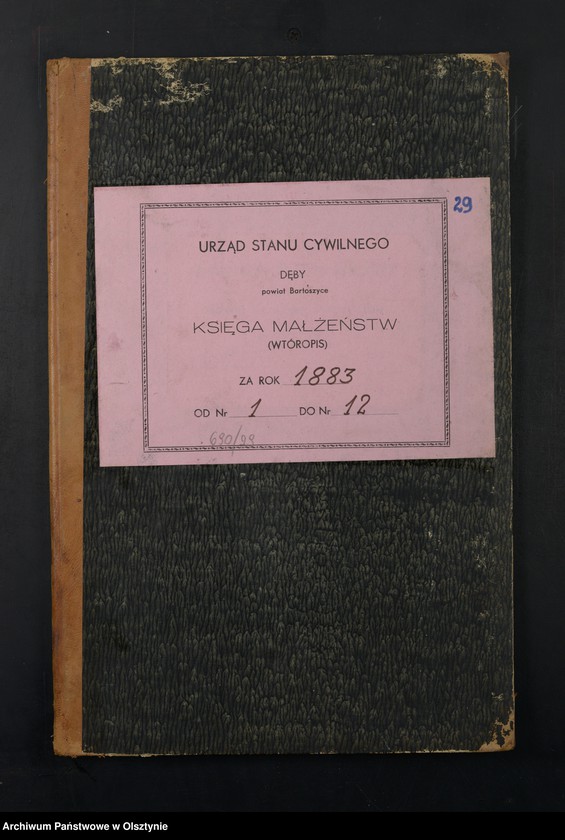 29
URZĄD STANU CYWILNEGO
DĘBY
powiat Bartoszyce
KSIĘGA MAŁŻEŃSTW
(WTÓROPIS)
ZA ROK 1883
OD Nr 1 DO Nr 12
690/99
Archiwum Państwowe w Olsztynie